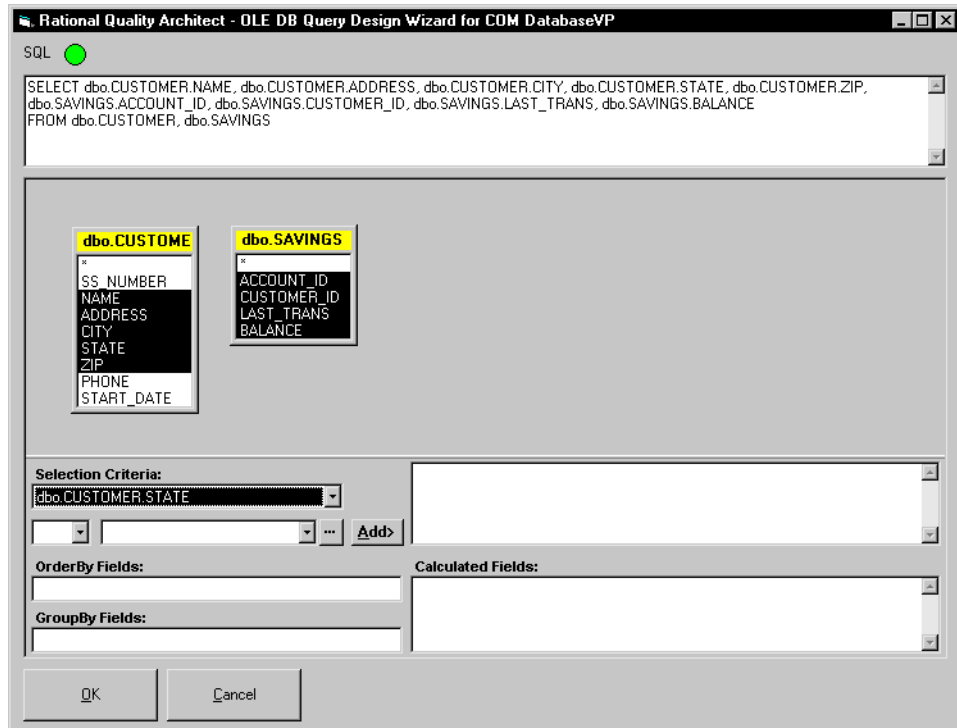 Rational Quality Architect - OLE DB Query Design Wizard for COM DatabaseVP
SQL
SELECT dbo.CUSTOMER.NAME, dbo.CUSTOMER.ADDRESS, dbo.CUSTOMER.CITY, dbo.CUSTOMER.STATE, dbo.CUSTOMER.ZIP,
dbo.SAVINGS.ACCOUNT_ID, dbo.SAVINGS.CUSTOMER_ID, dbo.SAVINGS.LAST_TRANS, dbo.SAVINGS.BALANCE
FROM dbo.CUSTOMER, dbo.SAVINGS
dbo.CUSTOME
*
SS_NUMBER
NAME
ADDRESS
CITY
STATE
ZIP
PHONE
START_DATE
dbo.SAVINGS
*
ACCOUNT_ID
CUSTOMER_ID
LAST_TRANS
BALANCE
Selection Criteria:
dbo.CUSTOMER.STATE
... Add>
OrderBy Fields:
Calculated Fields:
GroupBy Fields:
OK
Cancel